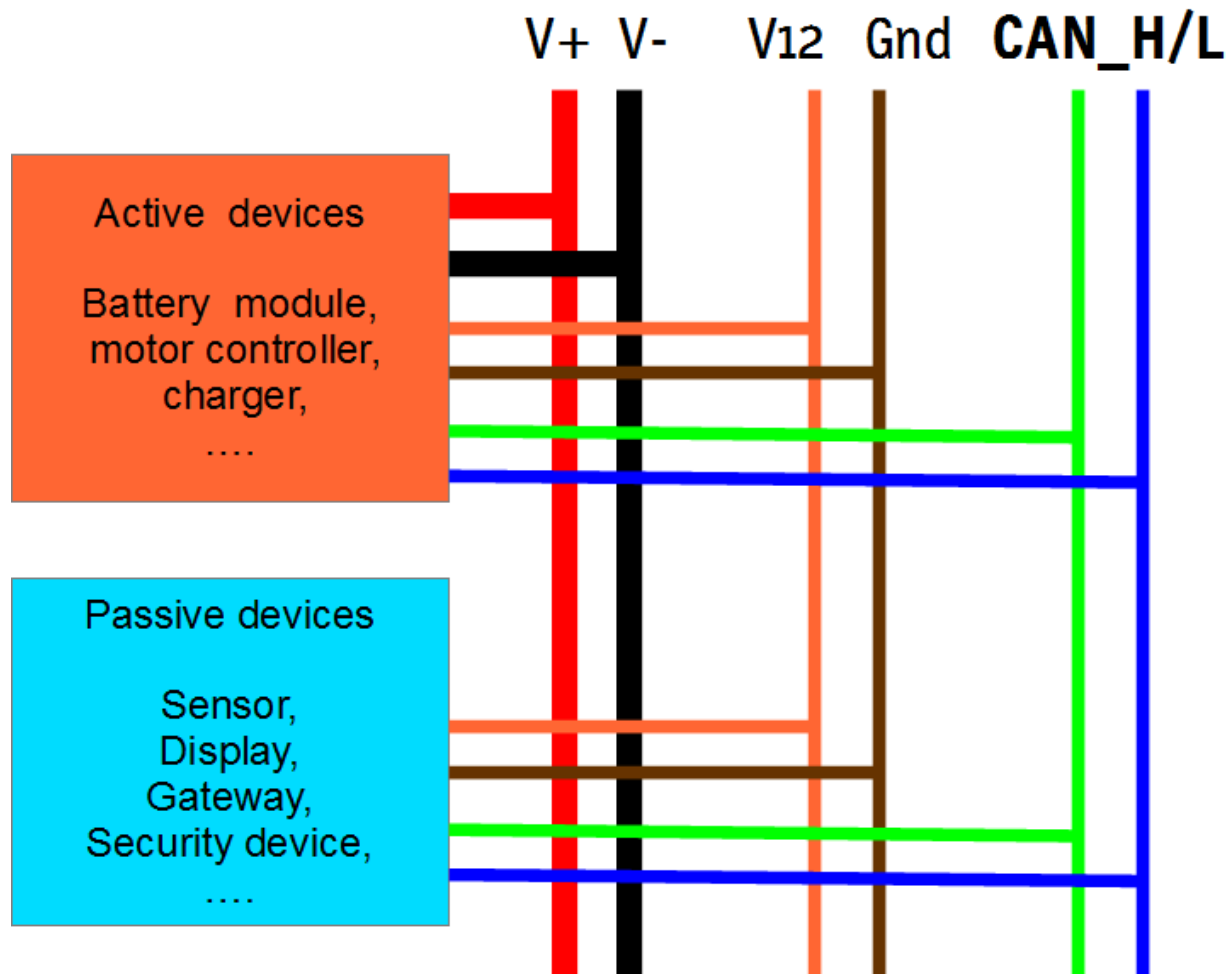 V+ V- V12 Gnd CAN_H/L
Active devices
Battery module,
motor controller,
charger,
....
Passive devices
Sensor,
Display,
Gateway,
Security device,
....